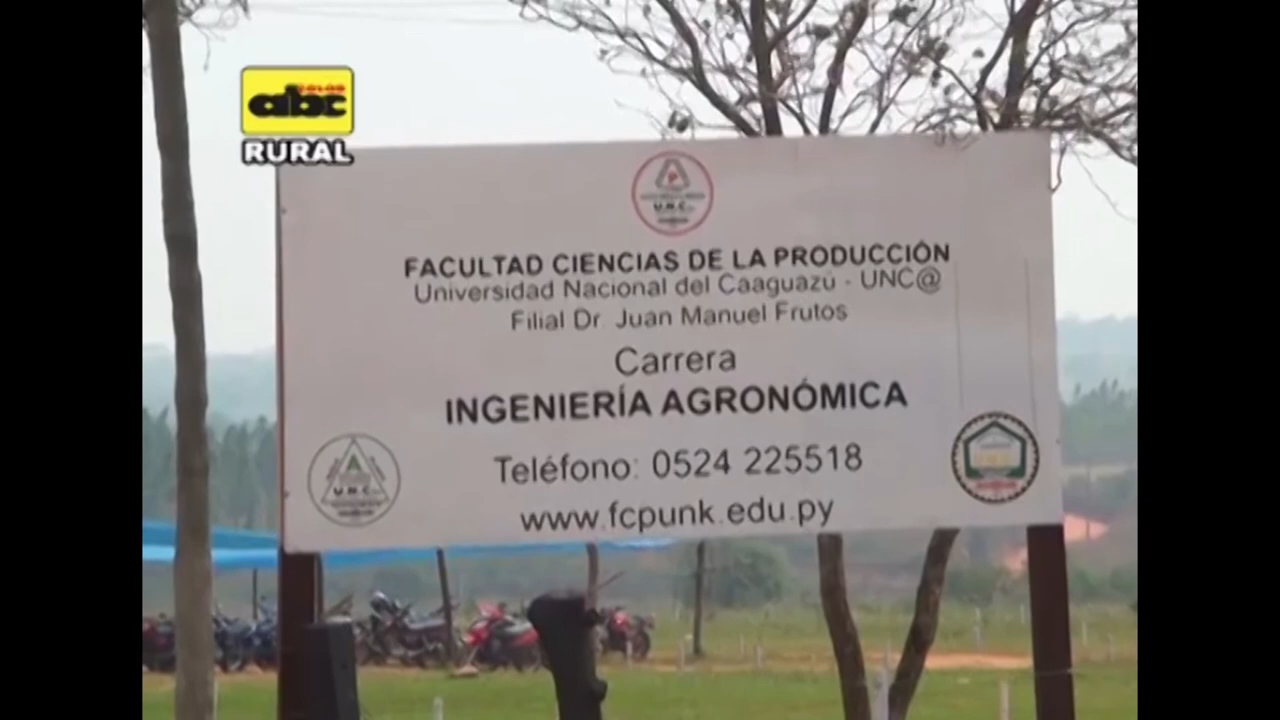 COLOR
abc
RURAL
U.N.C.
FACULTAD CIENCIAS DE LA PRODUCCIÓN
Universidad Nacional del Caaguazú - UNC@
Filial Dr. Juan Manuel Frutos
Carrera
INGENIERÍA AGRONÓMICA
Teléfono: 0524 225518
www.fcpunk.edu.py
U.N.C.